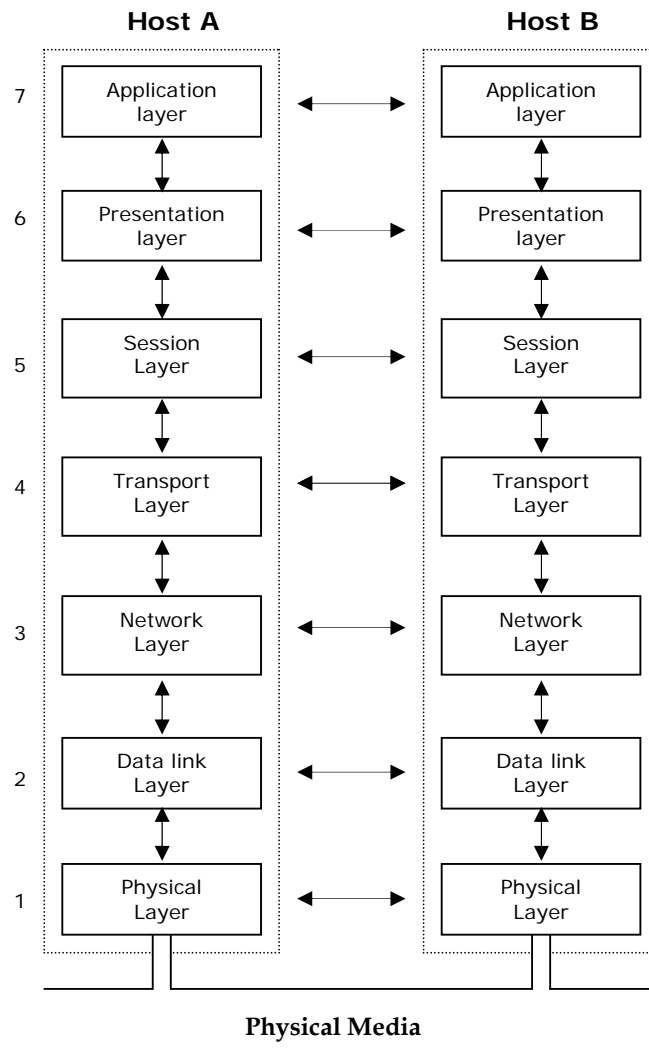 Host A
Host B
7
Application
layer
Application
layer
6
Presentation
layer
Presentation
layer
5
Session
Layer
Session
Layer
4
Transport
Layer
Transport
Layer
3
Network
Layer
Network
Layer
2
Data link
Layer
Data link
Layer
1
Physical
Layer
Physical
Layer
Physical Media